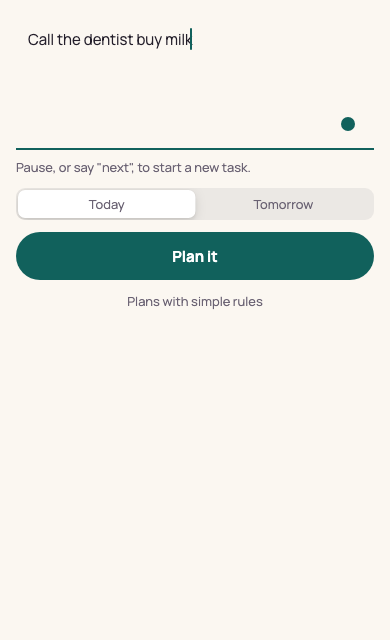 Call the dentist buy milk
Pause, or say "next", to start a new task.
Today
Tomorrow
Plan it
Plans with simple rules